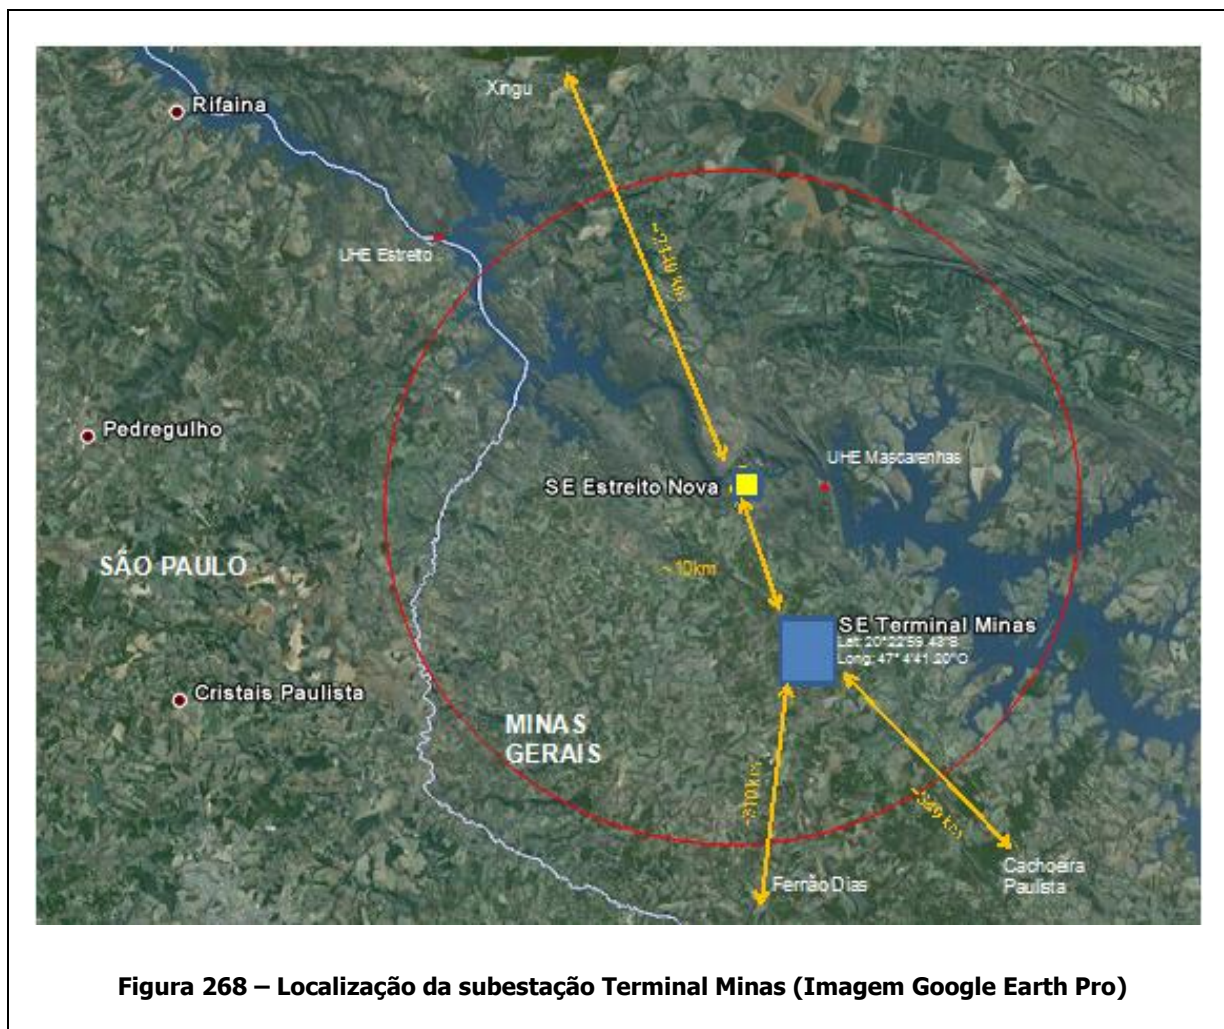 Xingu
Rifaina
UHE Estreito
Pedregulho
UHE Mascarenhas
SE Estreito Nova
SÃO PAULO
~10km
SE Terminal Minas
Lat: 20°22'59.43"S
Long: 47° 4'41.20"O
Cristais Paulista
MINAS
GERAIS
Cachoeira
Paulista
Fernão Dias
Figura 268 – Localização da subestação Terminal Minas (Imagem Google Earth Pro)